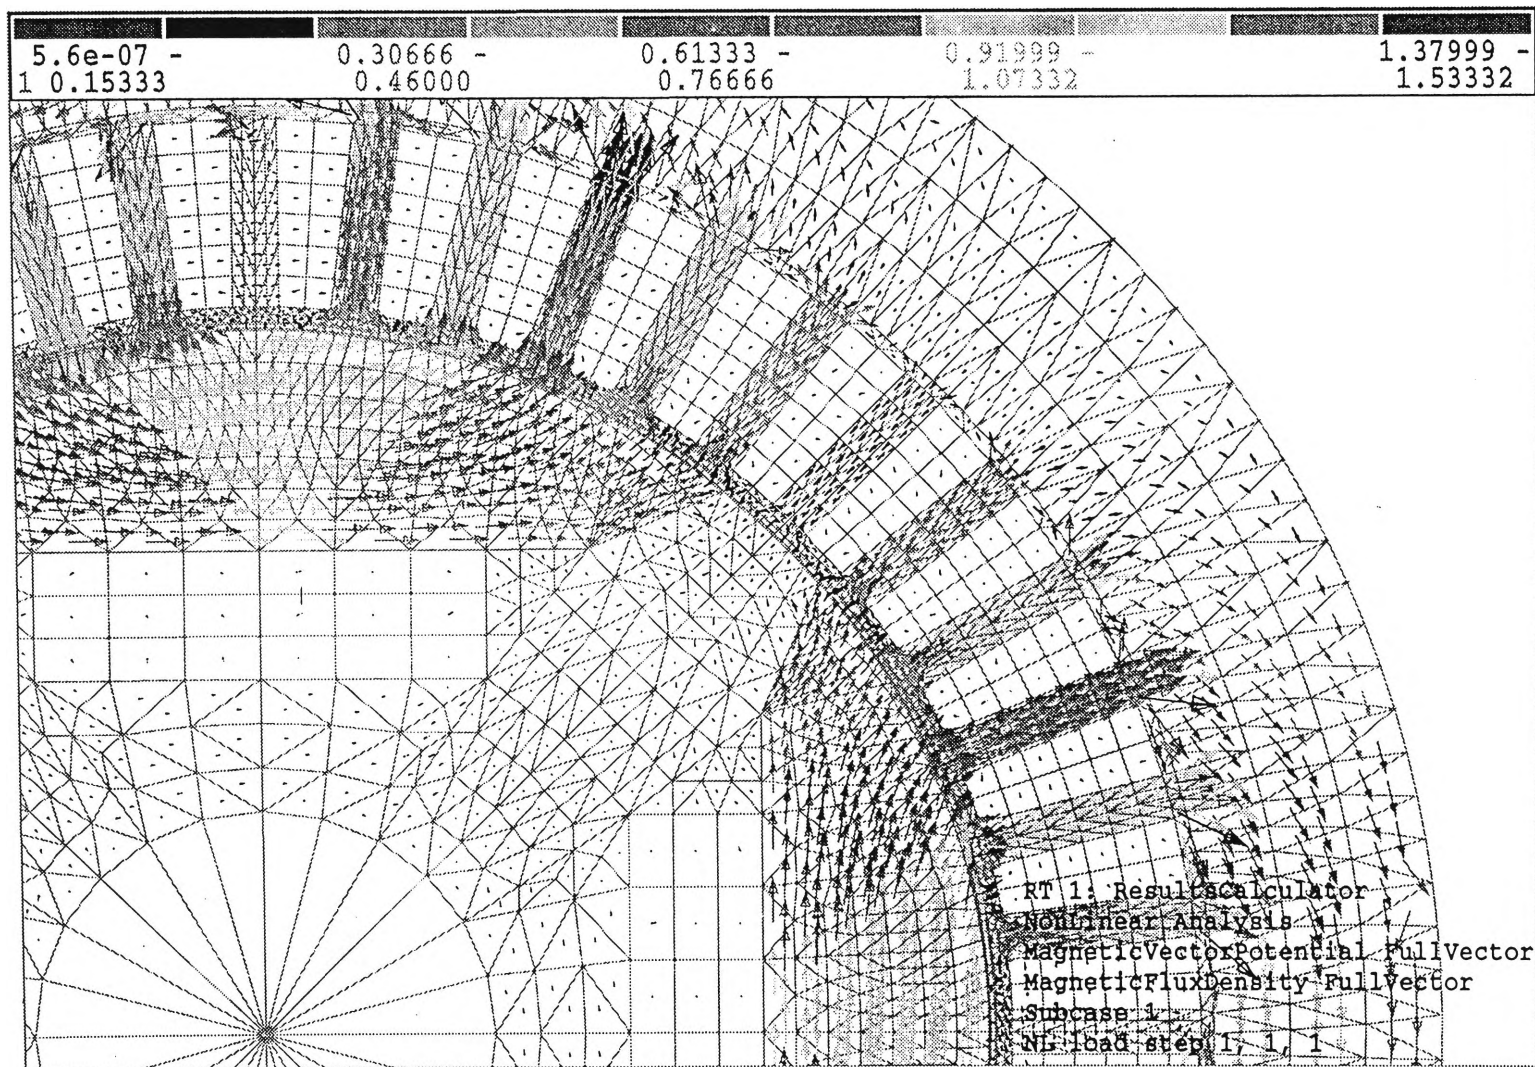 5.6e-07 - 0.30666 - 0.61333 - 0.91999 - 1.37999 -
1 0.15333 0.46000 0.76666 1.07332 1.53332
RT 1: ResultsCalculator
NonLinear Analysis
MagneticVectorPotential FullVector
MagneticFluxDensity FullVector
Subcase 1
NL load step 1, 1, 1